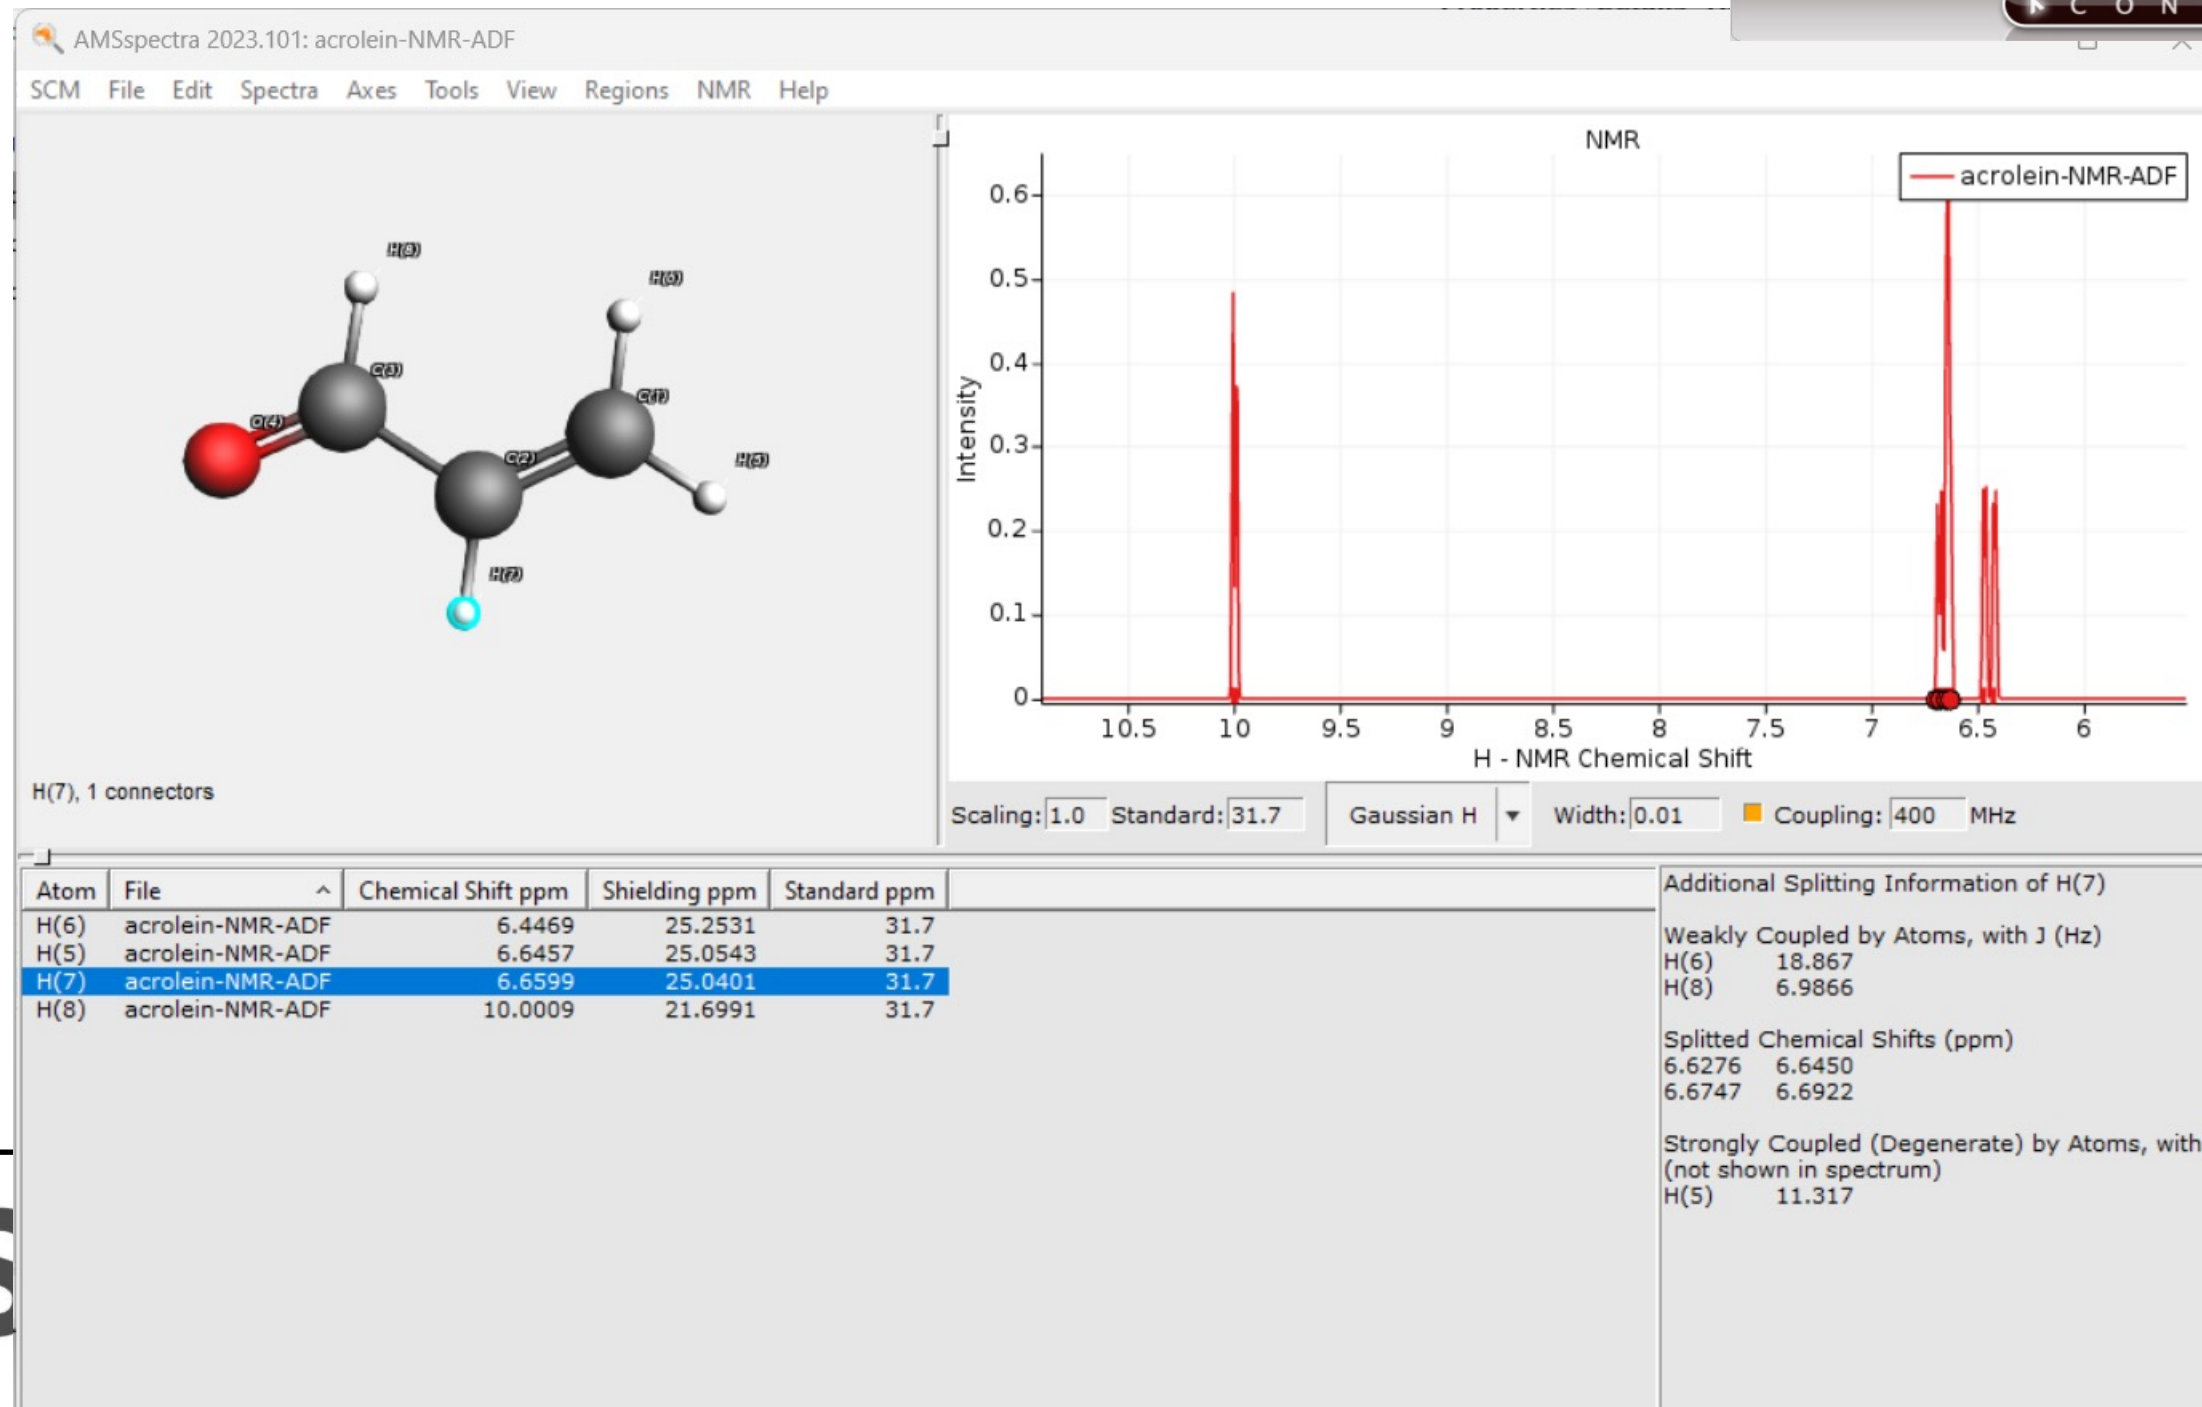 C O N
AMSspectra 2023.101: acrolein-NMR-ADF
SCM File Edit Spectra Axes Tools View Regions NMR Help
H(8)
H(6)
C(3)
C(1)
O(4)
C(2)
H(5)
H(7)
H(7), 1 connectors
NMR
acrolein-NMR-ADF
0.6
0.5
0.4
0.3
0.2
0.1
0
Intensity
10.5 10 9.5 9 8.5 8 7.5 7 6.5 6
H - NMR Chemical Shift
Scaling: 1.0 Standard: 31.7 Gaussian H Width: 0.01 Coupling: 400 MHz
Atom File Chemical Shift ppm Shielding ppm Standard ppm
H(6) acrolein-NMR-ADF 6.4469 25.2531 31.7
H(5) acrolein-NMR-ADF 6.6457 25.0543 31.7
H(7) acrolein-NMR-ADF 6.6599 25.0401 31.7
H(8) acrolein-NMR-ADF 10.0009 21.6991 31.7
Additional Splitting Information of H(7)
Weakly Coupled by Atoms, with J (Hz)
H(6) 18.867
H(8) 6.9866
Splitted Chemical Shifts (ppm)
6.6276 6.6450
6.6747 6.6922
Strongly Coupled (Degenerate) by Atoms, with
(not shown in spectrum)
H(5) 11.317